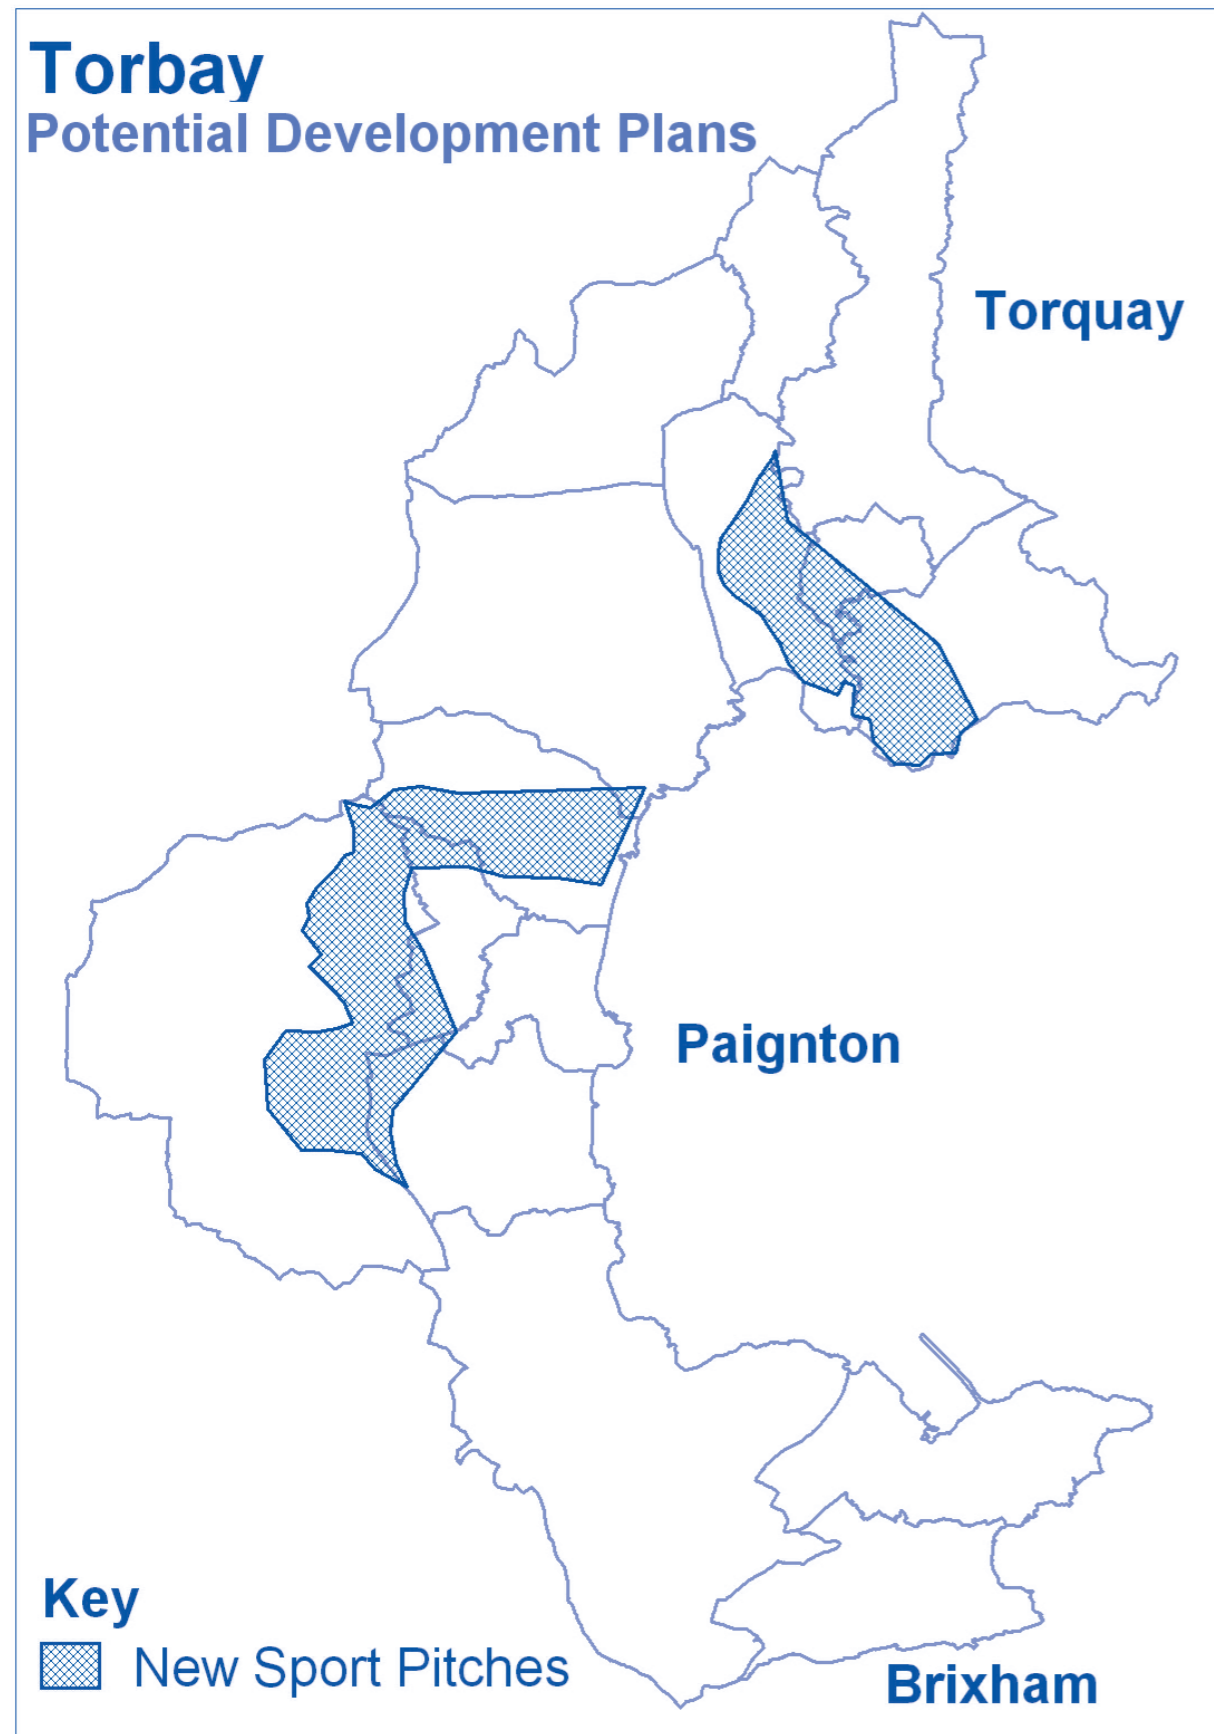 Torbay
Potential Development Plans
Torquay
Paignton
Key
New Sport Pitches
Brixham